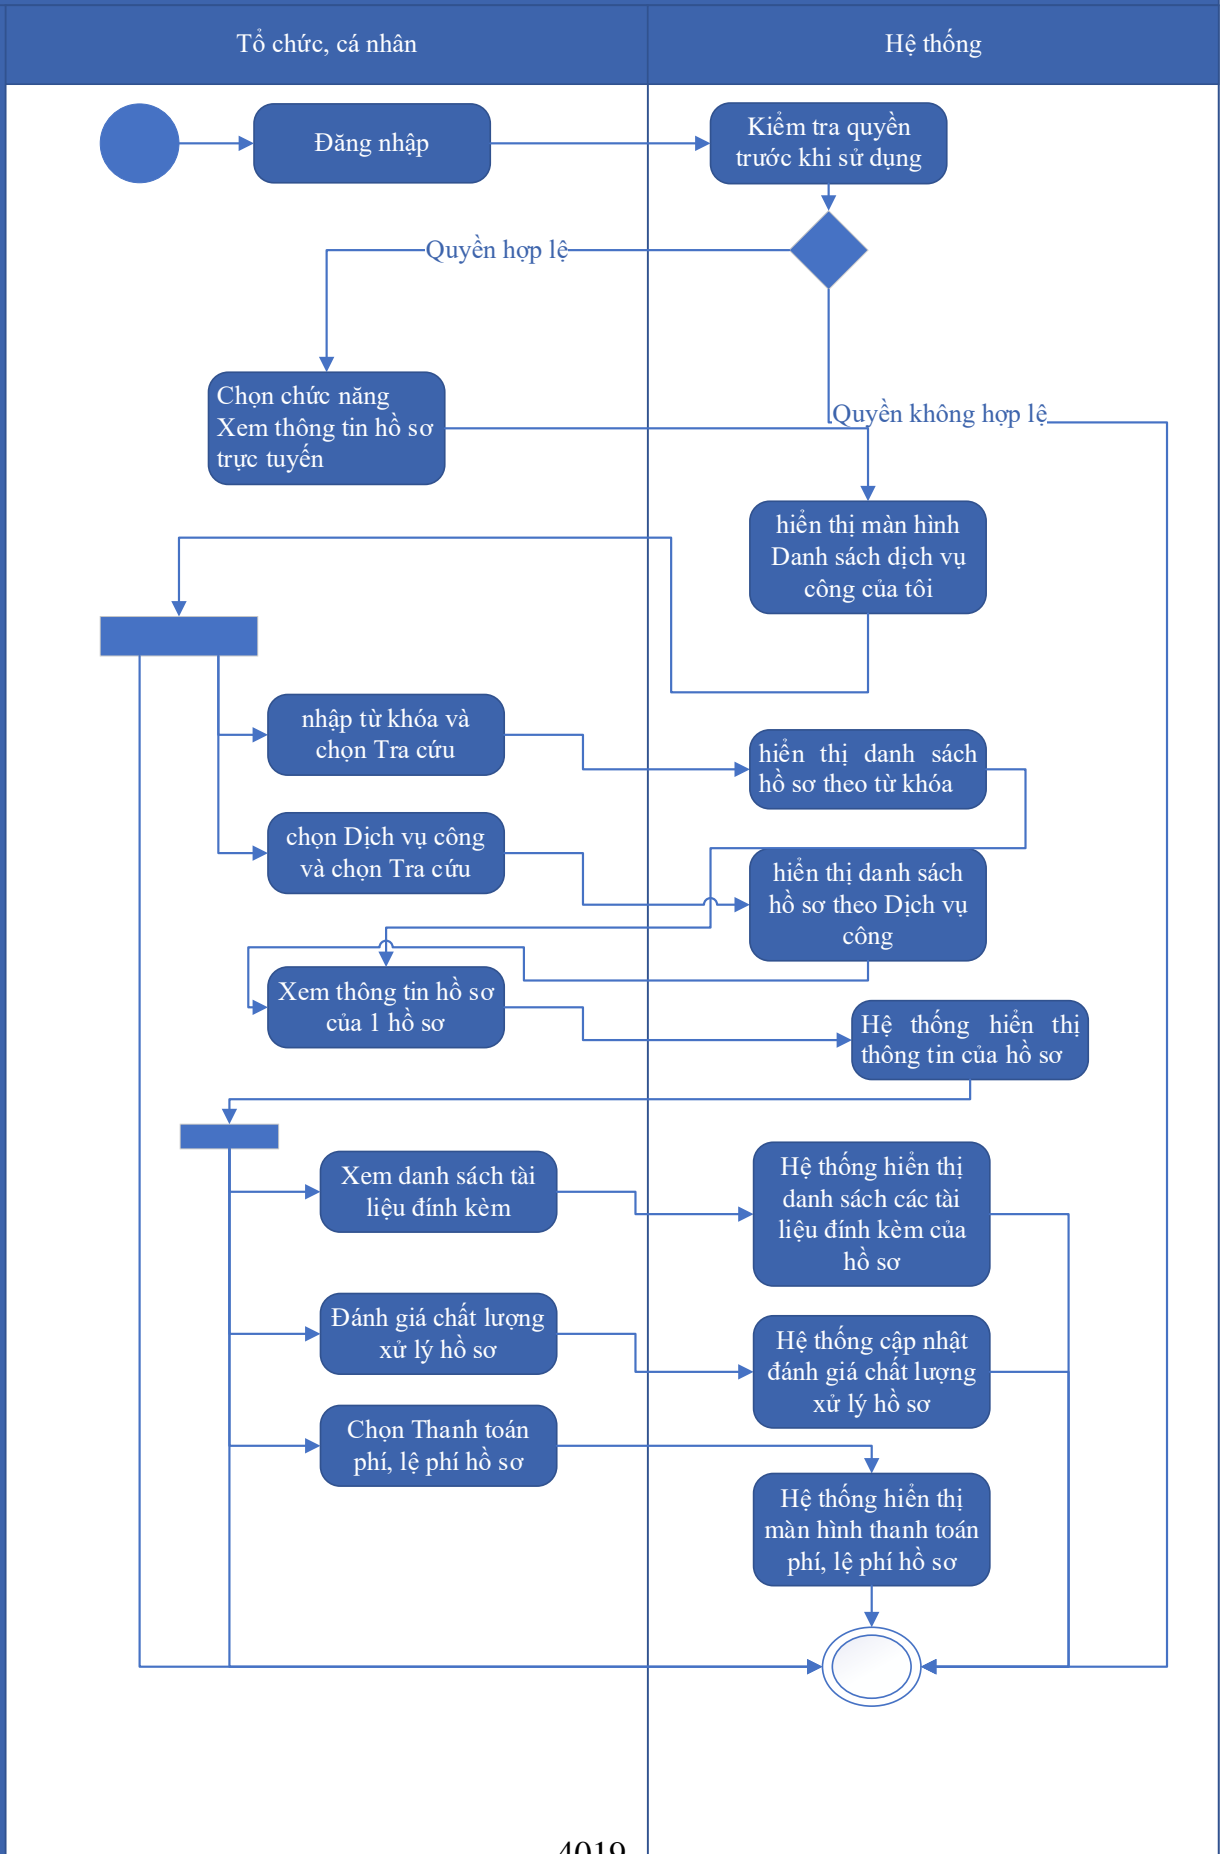 Tổ chức, cá nhân
Hệ thống
Đăng nhập
Kiểm tra quyền
trước khi sử dụng
Quyền hợp lệ
Chọn chức năng
Xem thông tin hồ sơ
trực tuyến
Quyền không hợp lệ
hiển thị màn hình
Danh sách dịch vụ
công của tôi
nhập từ khóa và
chọn Tra cứu
hiển thị danh sách
hồ sơ theo từ khóa
chọn Dịch vụ công
và chọn Tra cứu
hiển thị danh sách
hồ sơ theo Dịch vụ
công
Xem thông tin hồ sơ
của 1 hồ sơ
Hệ thống hiển thị
thông tin của hồ sơ
Xem danh sách tài
liệu đính kèm
Hệ thống hiển thị
danh sách các tài
liệu đính kèm của
hồ sơ
Đánh giá chất lượng
xử lý hồ sơ
Hệ thống cập nhật
đánh giá chất lượng
xử lý hồ sơ
Chọn Thanh toán
phí, lệ phí hồ sơ
Hệ thống hiển thị
màn hình thanh toán
phí, lệ phí hồ sơ
4019